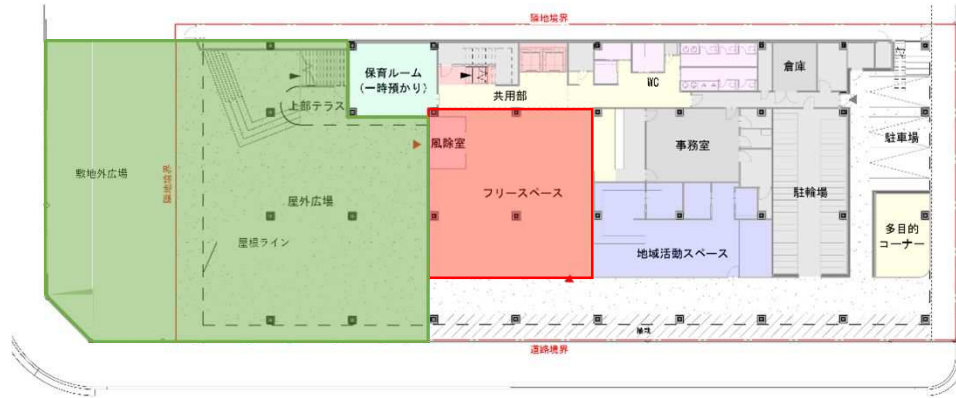 隣地境界
倉庫
保育ルーム
(一時預かり)
WC
共用部
上部テラス
駐車場
風除室
事務室
敷地外広場
フリースペース
駐輪場
屋外広場
多目的
コーナー
屋根ライン
地域活動スペース
道路境界